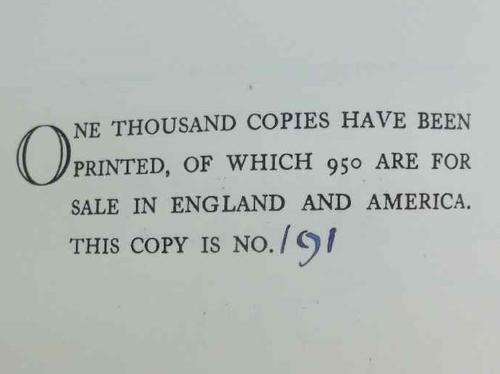 ONE THOUSAND COPIES HAVE BEEN
PRINTED, OF WHICH 950 ARE FOR
SALE IN ENGLAND AND AMERICA.
THIS COPY IS NO. 191